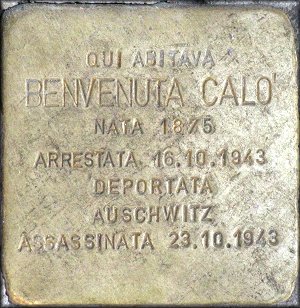 QUI ABITAVA
BENVENUTA CALO'
NATA 1875
ARRESTATA 16.10.1943
DEPORTATA
AUSCHWITZ
ASSASSINATA 23.10.1943